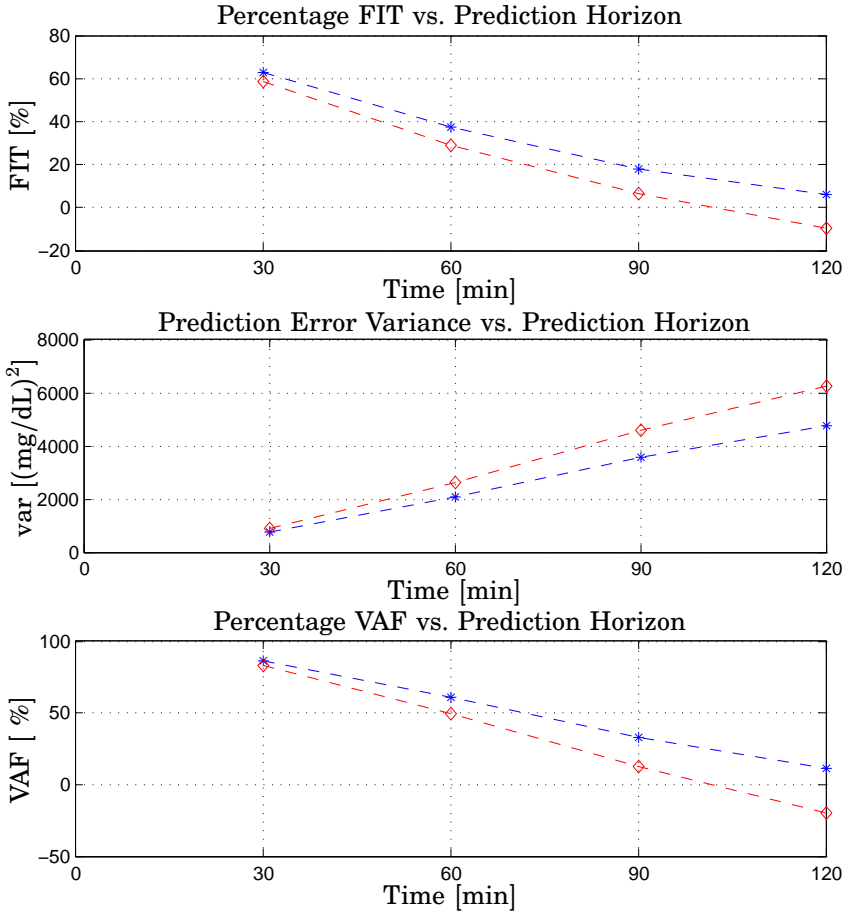 Percentage FIT vs. Prediction Horizon
80
60
40
20
0
−20
FIT [%]
0 30 60 90 120
Time [min]
Prediction Error Variance vs. Prediction Horizon
8000
6000
4000
2000
0
var [(mg/dL)²]
0 30 60 90 120
Time [min]
Percentage VAF vs. Prediction Horizon
100
50
0
−50
VAF [ %]
0 30 60 90 120
Time [min]